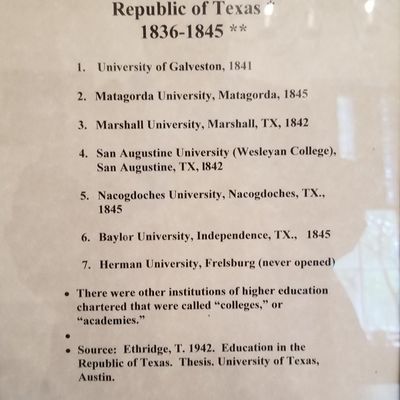 Republic of Texas *
1836-1845 **
1. University of Galveston, 1841
2. Matagorda University, Matagorda, 1845
3. Marshall University, Marshall, TX, 1842
4. San Augustine University (Wesleyan College),
San Augustine, TX, l842
5. Nacogdoches University, Nacogdoches, TX.,
1845
6. Baylor University, Independence, TX., 1845
7. Herman University, Frelsburg (never opened)
• There were other institutions of higher education
chartered that were called “colleges,” or
“academies.”
•
• Source: Ethridge, T. 1942. Education in the
Republic of Texas. Thesis. University of Texas,
Austin.